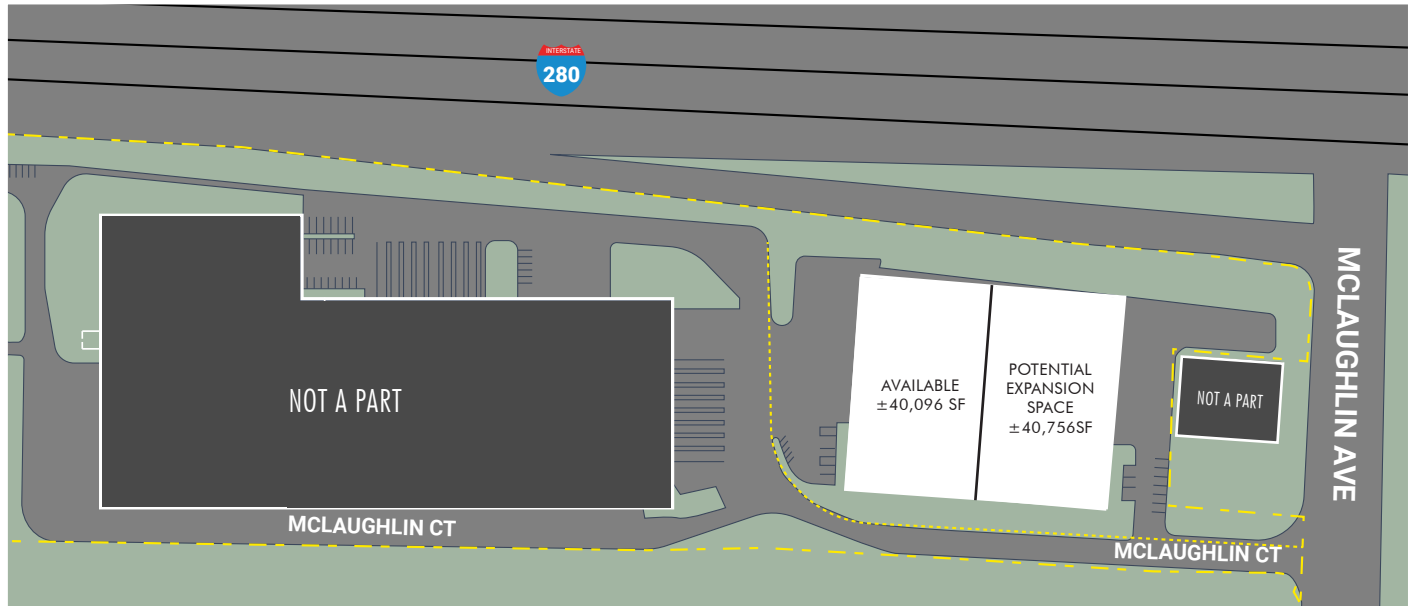 INTERSTATE
280
MCLAUGHLIN AVE
AVAILABLE
±40,096 SF
POTENTIAL
EXPANSION
SPACE
±40,756SF
NOT A PART
NOT A PART
MCLAUGHLIN CT
MCLAUGHLIN CT